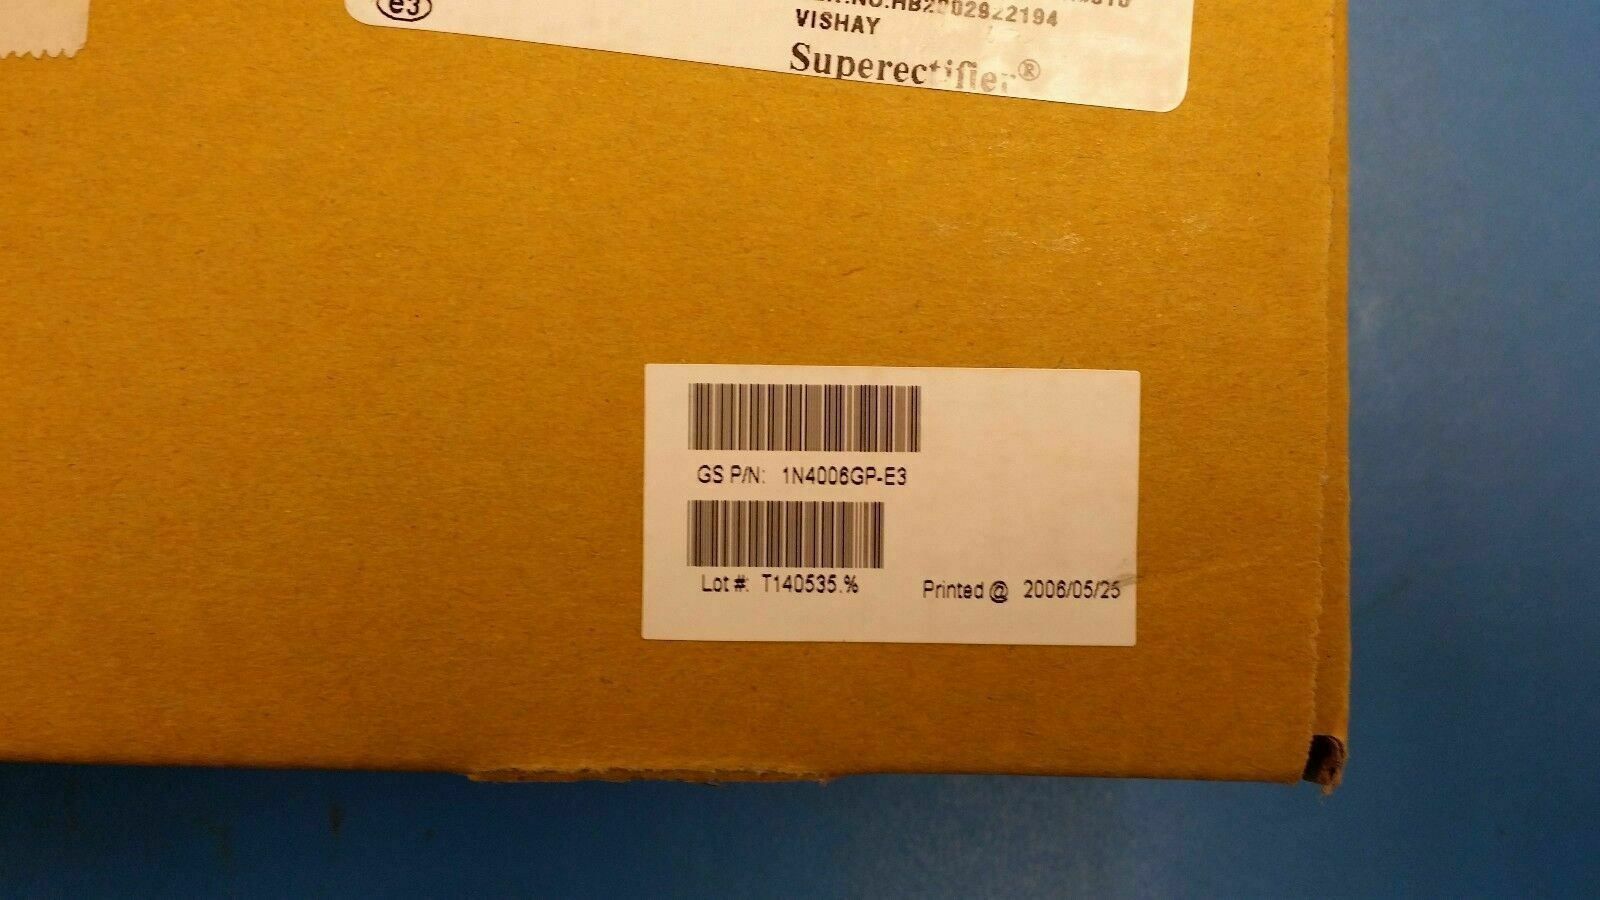 e3
VISHAY
Superectifier®
GS P/N: 1N4006GP-E3
Lot #: T140535.%
Printed @ 2006/05/25